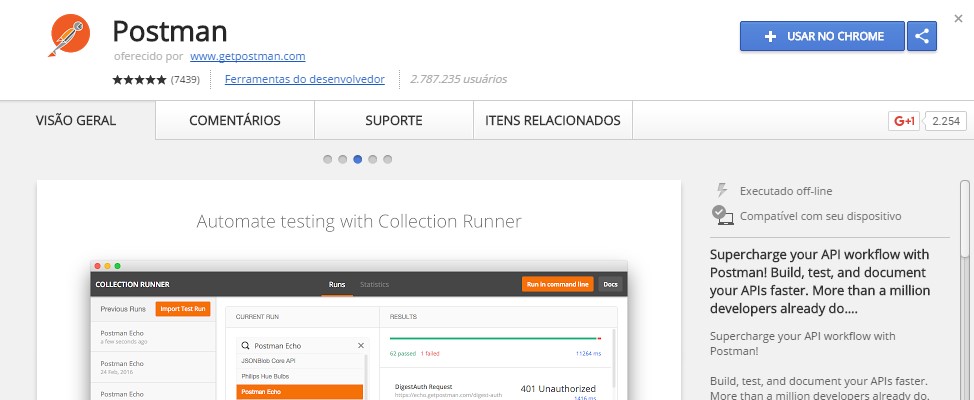 Postman
oferecido por www.getpostman.com
(7439) Ferramentas do desenvolvedor 2.787.235 usuários
USAR NO CHROME
VISÃO GERAL COMENTÁRIOS SUPORTE ITENS RELACIONADOS
G+1 2.254
Automate testing with Collection Runner
COLLECTION RUNNER Runs Statistics Run in command line Docs
Previous Runs Import Test Run
Postman Echo
a few seconds ago
Postman Echo
24 Feb, 2016
Postman Echo
CURRENT RUN
Postman Echo
JSONBlob Core API
Philips Hue Bulbs
Postman Echo
RESULTS
62 passed 1 failed 11264 ms
DigestAuth Request 401 Unauthorized
https://echo.getpostman.com/digest-auth 1416 ms
Executado off-line
Compatível com seu dispositivo
Supercharge your API workflow with
Postman! Build, test, and document
your APIs faster. More than a million
developers already do....
Supercharge your API workflow with
Postman!
Build, test, and document your APIs faster.
More than a million developers already do.